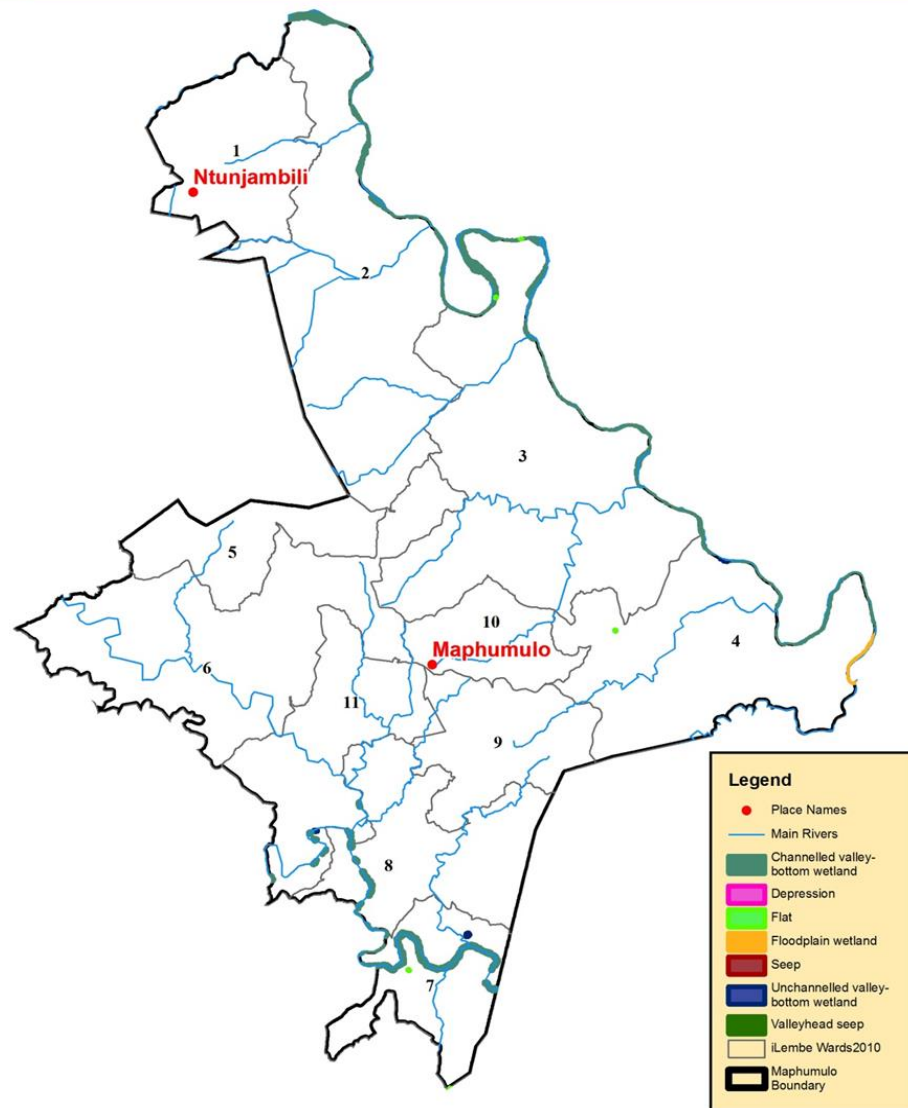 1
Ntunjambili
2
3
5
10
4
Maphumulo
6
11
9
8
7
Legend
Place Names
Main Rivers
Channelled valley-
bottom wetland
Depression
Flat
Floodplain wetland
Seep
Unchannelled valley-
bottom wetland
Valleyhead seep
iLembe Wards2010
Maphumulo
Boundary